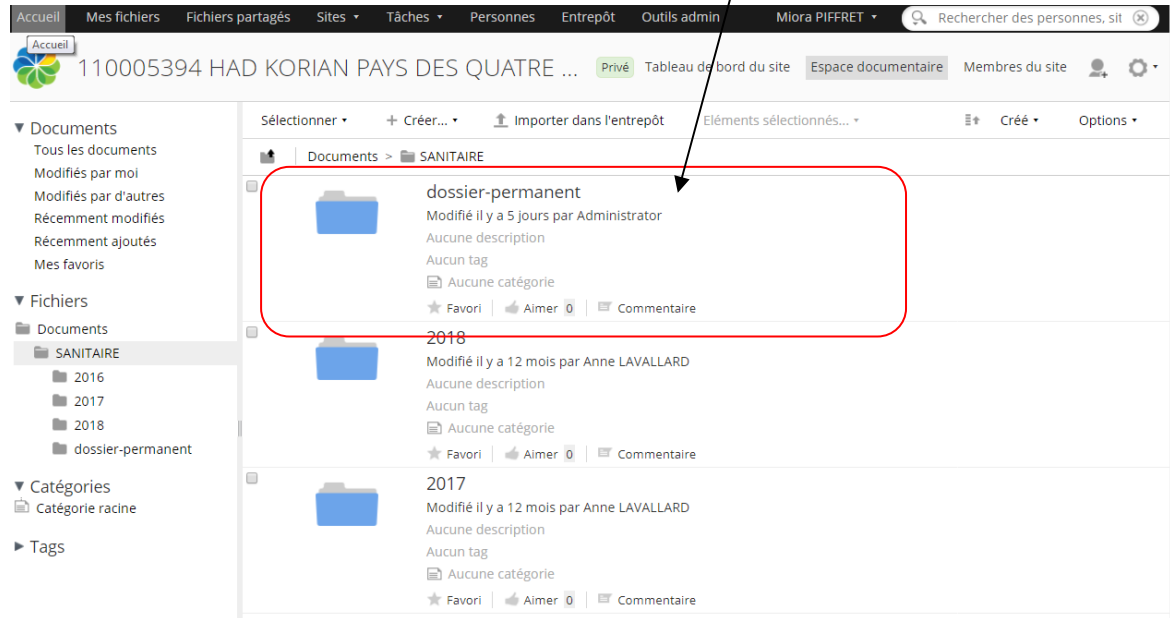 Accueil Mes fichiers Fichiers partagés Sites Tâches Personnes Entrepôt Outils admin Miora PIFFRET Rechercher des personnes, sit
Accueil
110005394 HAD KORIAN PAYS DES QUATRE ... Privé Tableau de bord du site Espace documentaire Membres du site
Sélectionner + Créer... Importer dans l'entrepôt Eléments sélectionnés... Créé Options
Documents > SANITAIRE
Documents
Tous les documents
Modifiés par moi
Modifiés par d'autres
Récemment modifiés
Récemment ajoutés
Mes favoris
Fichiers
Documents
SANITAIRE
2016
2017
2018
dossier-permanent
Catégories
Catégorie racine
Tags
dossier-permanent
Modifié il y a 5 jours par Administrator
Aucune description
Aucun tag
Aucune catégorie
Favori Aimer 0 Commentaire
2018
Modifié il y a 12 mois par Anne LAVALLARD
Aucune description
Aucun tag
Aucune catégorie
Favori Aimer 0 Commentaire
2017
Modifié il y a 12 mois par Anne LAVALLARD
Aucune description
Aucun tag
Aucune catégorie
Favori Aimer 0 Commentaire